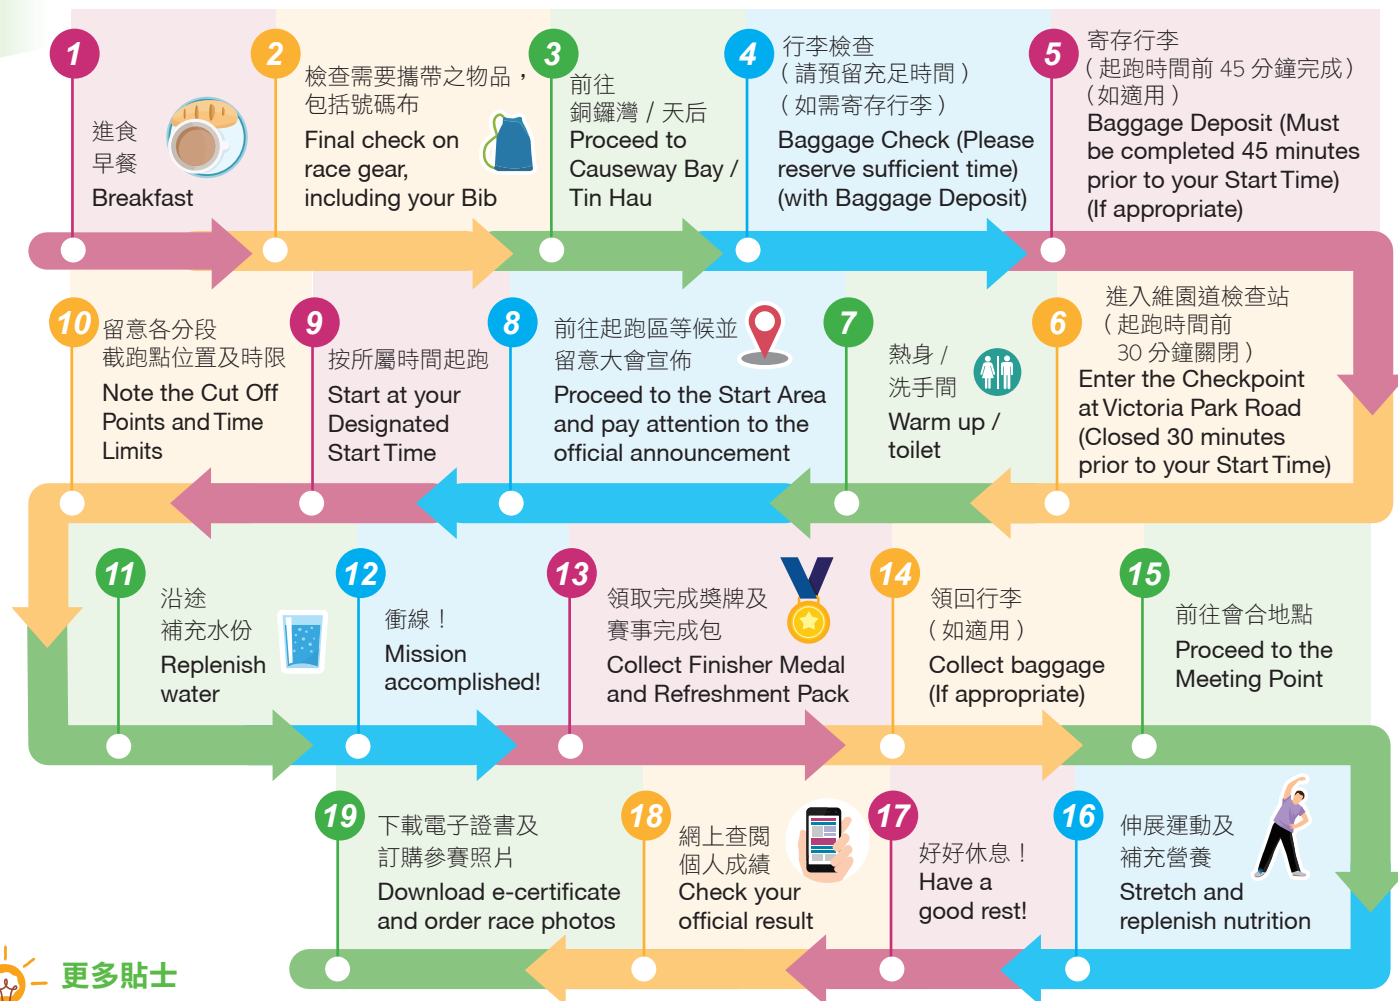 1
進食
早餐
Breakfast
2
檢查需要攜帶之物品，
包括號碼布
Final check on
race gear,
including your Bib
3
前往
銅鑼灣 / 天后
Proceed to
Causeway Bay /
Tin Hau
4
行李檢查
（請預留充足時間）
（如需寄存行李）
Baggage Check (Please
reserve sufficient time)
(with Baggage Deposit)
5
寄存行李
（起跑時間前 45 分鐘完成）
（如適用）
Baggage Deposit (Must
be completed 45 minutes
prior to your Start Time)
(If appropriate)
6
進入維園道檢查站
（起跑時間前
30 分鐘關閉）
Enter the Checkpoint
at Victoria Park Road
(Closed 30 minutes
prior to your Start Time)
7
熱身 /
洗手間
Warm up /
toilet
8
前往起跑區等候並
留意大會宣佈
Proceed to the Start Area
and pay attention to the
official announcement
9
按所屬時間起跑
Start at your
Designated
Start Time
10
留意各分段
截跑點位置及時限
Note the Cut Off
Points and Time
Limits
11
沿途
補充水份
Replenish
water
12
衝線！
Mission
accomplished!
13
領取完成獎牌及
賽事完成包
Collect Finisher Medal
and Refreshment Pack
14
領回行李
（如適用）
Collect baggage
(If appropriate)
15
前往會合地點
Proceed to the
Meeting Point
16
伸展運動及
補充營養
Stretch and
replenish nutrition
17
好好休息！
Have a
good rest!
18
網上查閱
個人成績
Check your
official result
19
下載電子證書及
訂購參賽照片
Download e-certificate
and order race photos
更多貼士